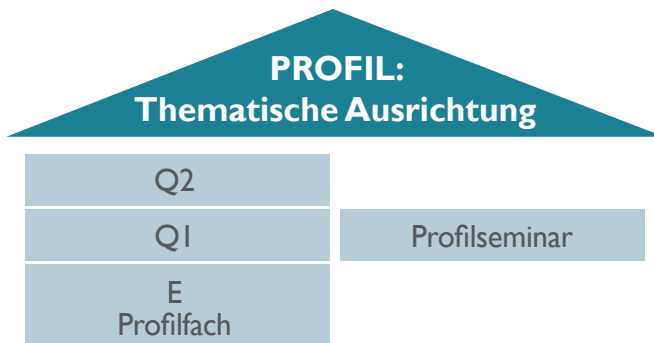 PROFIL:
Thematische Ausrichtung
Q2
Q1
Profilseminar
E
Profilfach